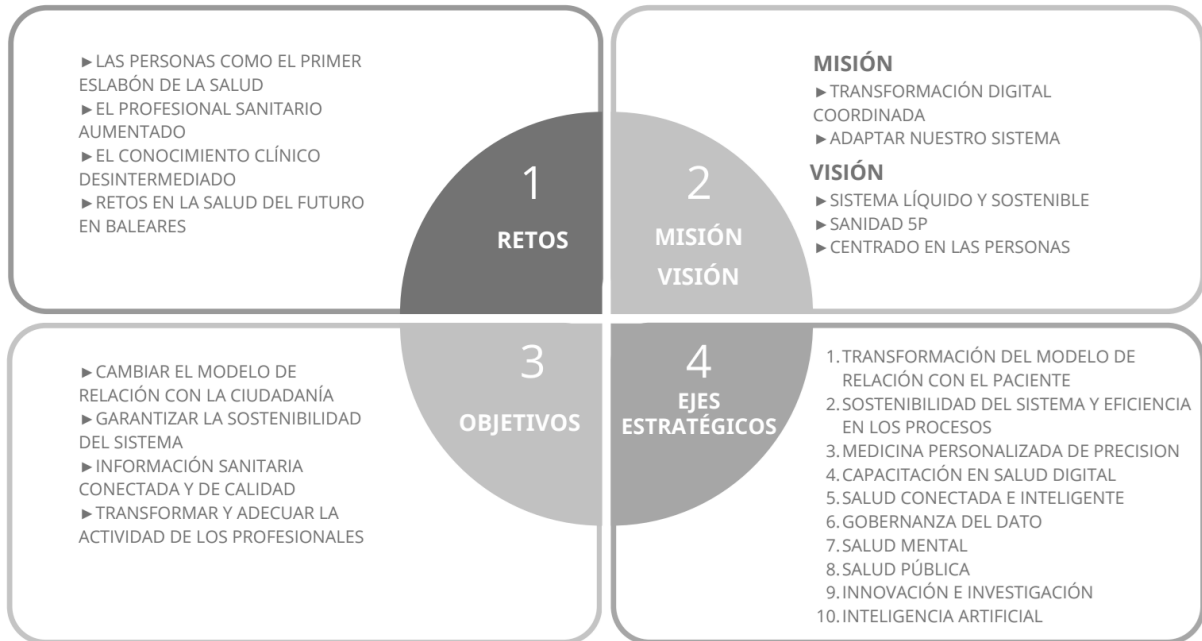 ►LAS PERSONAS COMO EL PRIMER
ESLABÓN DE LA SALUD
►EL PROFESIONAL SANITARIO
AUMENTADO
►EL CONOCIMIENTO CLÍNICO
DESINTERMEDIADO
►RETOS EN LA SALUD DEL FUTURO
EN BALEARES
1
RETOS
2
MISIÓN
VISIÓN
MISIÓN
►TRANSFORMACIÓN DIGITAL
COORDINADA
►ADAPTAR NUESTRO SISTEMA
VISIÓN
►SISTEMA LÍQUIDO Y SOSTENIBLE
►SANIDAD 5P
►CENTRADO EN LAS PERSONAS
►CAMBIAR EL MODELO DE
RELACIÓN CON LA CIUDADANÍA
►GARANTIZAR LA SOSTENIBILIDAD
DEL SISTEMA
►INFORMACIÓN SANITARIA
CONECTADA Y DE CALIDAD
►TRANSFORMAR Y ADECUAR LA
ACTIVIDAD DE LOS PROFESIONALES
3
OBJETIVOS
4
EJES
ESTRATÉGICOS
1. TRANSFORMACIÓN DEL MODELO DE
RELACIÓN CON EL PACIENTE
2. SOSTENIBILIDAD DEL SISTEMA Y EFICIENCIA
EN LOS PROCESOS
3. MEDICINA PERSONALIZADA DE PRECISION
4. CAPACITACIÓN EN SALUD DIGITAL
5. SALUD CONECTADA E INTELIGENTE
6. GOBERNANZA DEL DATO
7. SALUD MENTAL
8. SALUD PÚBLICA
9. INNOVACIÓN E INVESTIGACIÓN
10. INTELIGENCIA ARTIFICIAL